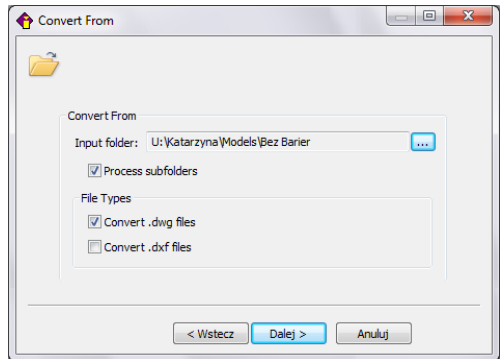 Convert From
Convert From
Input folder: U:\Katarzyna\Models\Bez Barier ...
Process subfolders
File Types
Convert .dwg files
Convert .dxf files
< Wstecz Dalej > Anuluj